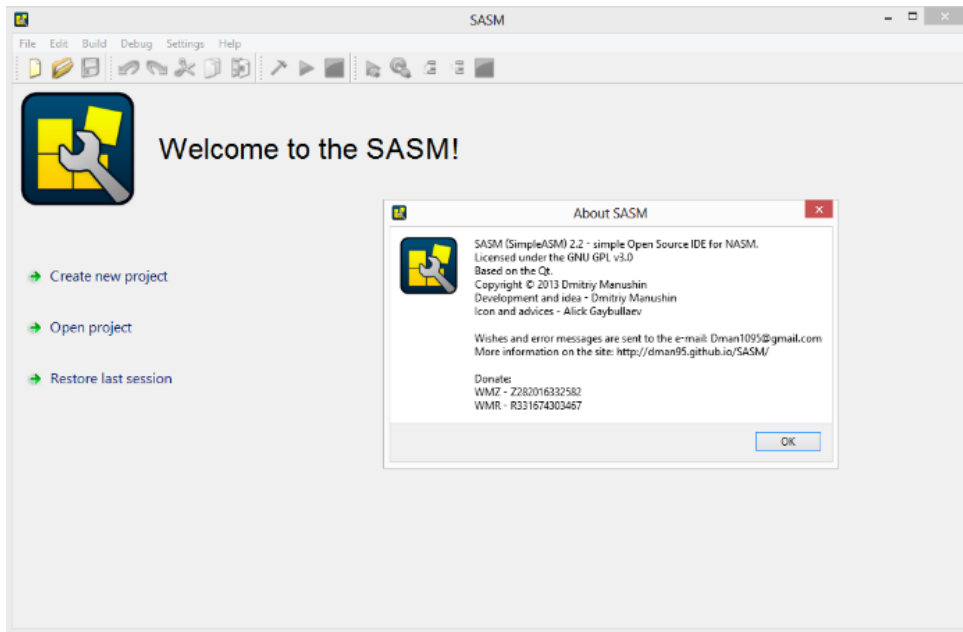 SASM
File Edit Build Debug Settings Help
Welcome to the SASM!
Create new project
Open project
Restore last session
About SASM
SASM (SimpleASM) 2.2 - simple Open Source IDE for NASM.
Licensed under the GNU GPL v3.0
Based on the Qt.
Copyright © 2013 Dmitriy Manushin
Development and idea - Dmitriy Manushin
Icon and advices - Alick Gaybullaev
Wishes and error messages are sent to the e-mail: Dman1095@gmail.com
More information on the site: http://dman95.github.io/SASM/
Donate:
WMZ - Z282016332582
WMR - R331674303467
OK